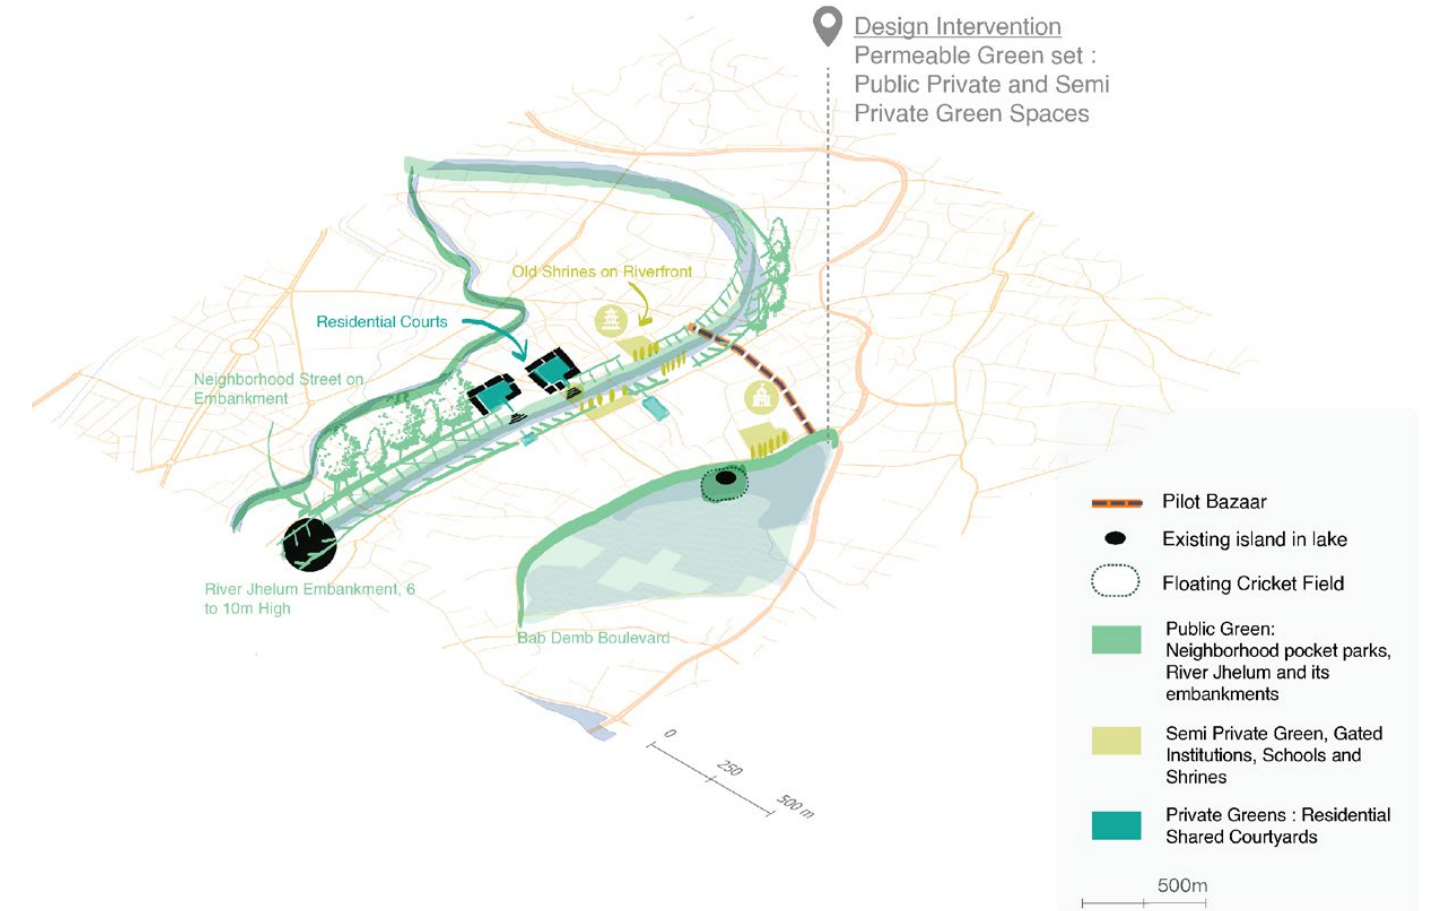 Design Intervention
Permeable Green set :
Public Private and Semi
Private Green Spaces
Old Shrines on Riverfront
Residential Courts
Neighborhood Street on
Embankment
River Jhelum Embankment, 6
to 10m High
Bab Demb Boulevard
0
250
500 m
Pilot Bazaar
Existing island in lake
Floating Cricket Field
Public Green:
Neighborhood pocket parks,
River Jhelum and its
embankments
Semi Private Green, Gated
Institutions, Schools and
Shrines
Private Greens : Residential
Shared Courtyards
500m